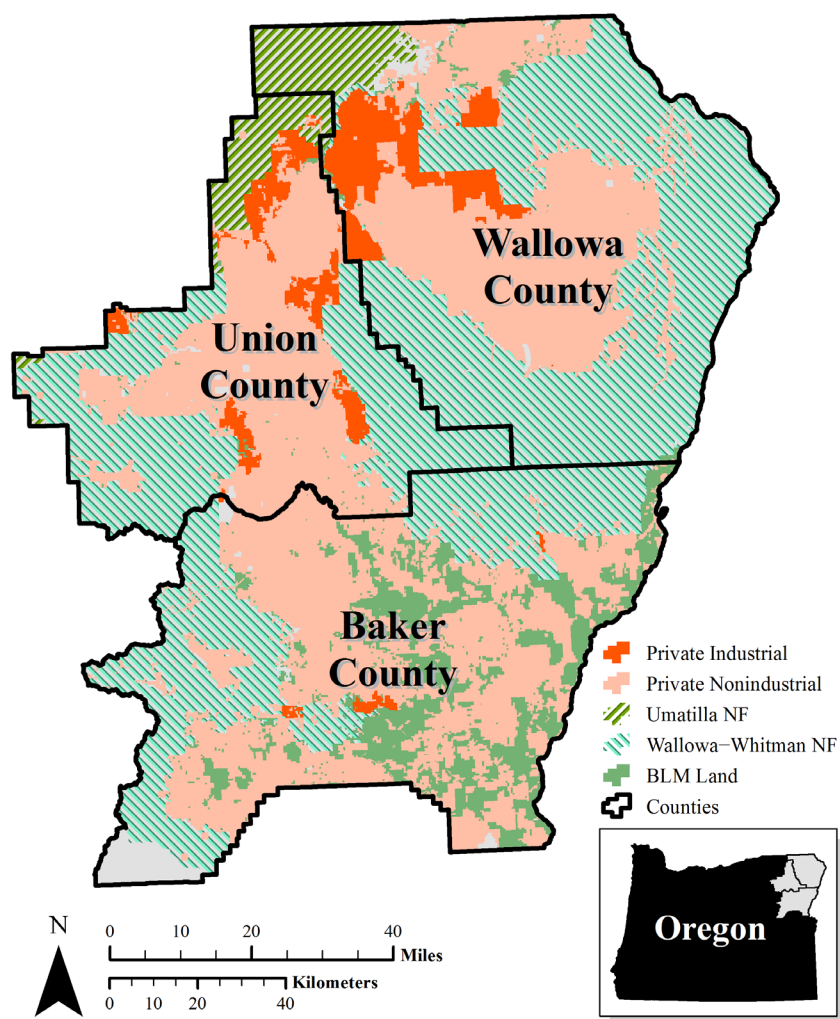 Wallowa
County
Union
County
Baker
County
Private Industrial
Private Nonindustrial
Umatilla NF
Wallowa−Whitman NF
BLM Land
Counties
N
0 10 20 40
Miles
Kilometers
0 10 20 40
Oregon